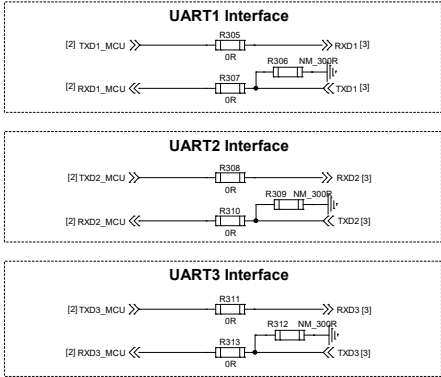 UART1 Interface
R305
[2] TXD1_MCU RXD1 [3]
0R
R306 NM_300R
R307
[2] RXD1_MCU TXD1 [3]
0R
UART2 Interface
R308
[2] TXD2_MCU RXD2 [3]
0R
R309 NM_300R
R310
[2] RXD2_MCU TXD2 [3]
0R
UART3 Interface
R311
[2] TXD3_MCU RXD3 [3]
0R
R312 NM_300R
R313
[2] RXD3_MCU TXD3 [3]
0R